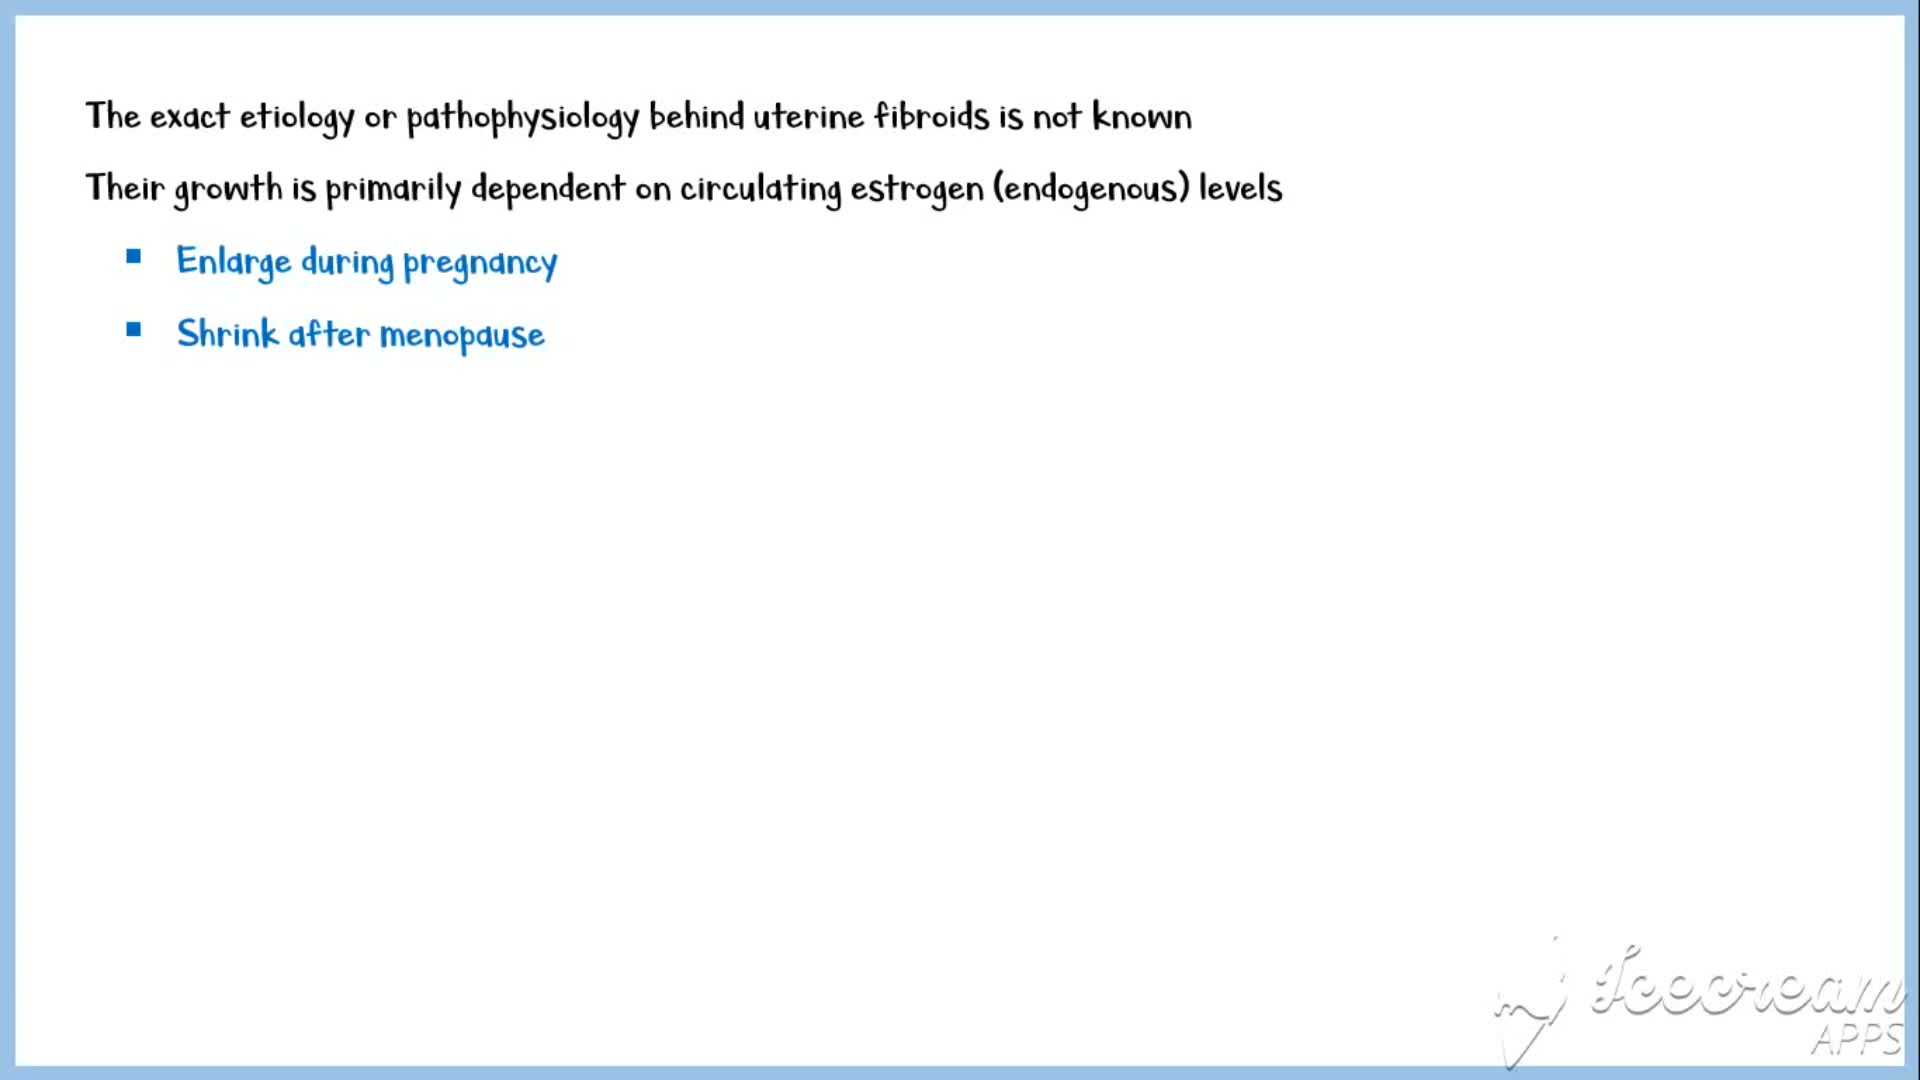 The exact etiology or pathophysiology behind uterine fibroids is not known
Their growth is primarily dependent on circulating estrogen (endogenous) levels
▪ Enlarge during pregnancy
▪ Shrink after menopause
Icecream
APPS